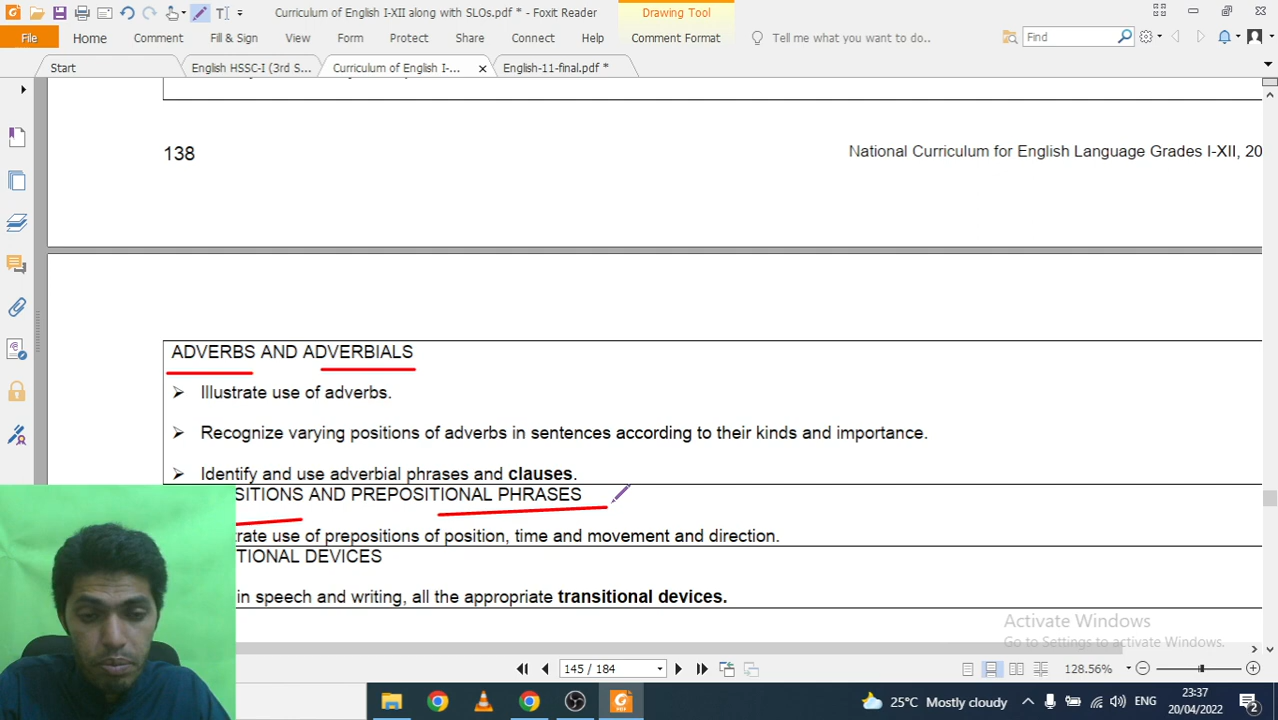 Curriculum of English I-XII along with SLOs.pdf * - Foxit Reader
Drawing Tool
File Home Comment Fill & Sign View Form Protect Share Connect Help Comment Format Tell me what you want to do.. Find
Start English HSSC-I (3rd S... Curriculum of English I-... English-11-final.pdf *
138
National Curriculum for English Language Grades I-XII, 20
ADVERBS AND ADVERBIALS
Illustrate use of adverbs.
Recognize varying positions of adverbs in sentences according to their kinds and importance.
Identify and use adverbial phrases and clauses.
SITIONS AND PREPOSITIONAL PHRASES
trate use of prepositions of position, time and movement and direction.
TIONAL DEVICES
in speech and writing, all the appropriate transitional devices.
Activate Windows
Go to Settings to activate Windows.
145 / 184
128.56%
25°C Mostly cloudy
ENG
23:37
20/04/2022
2